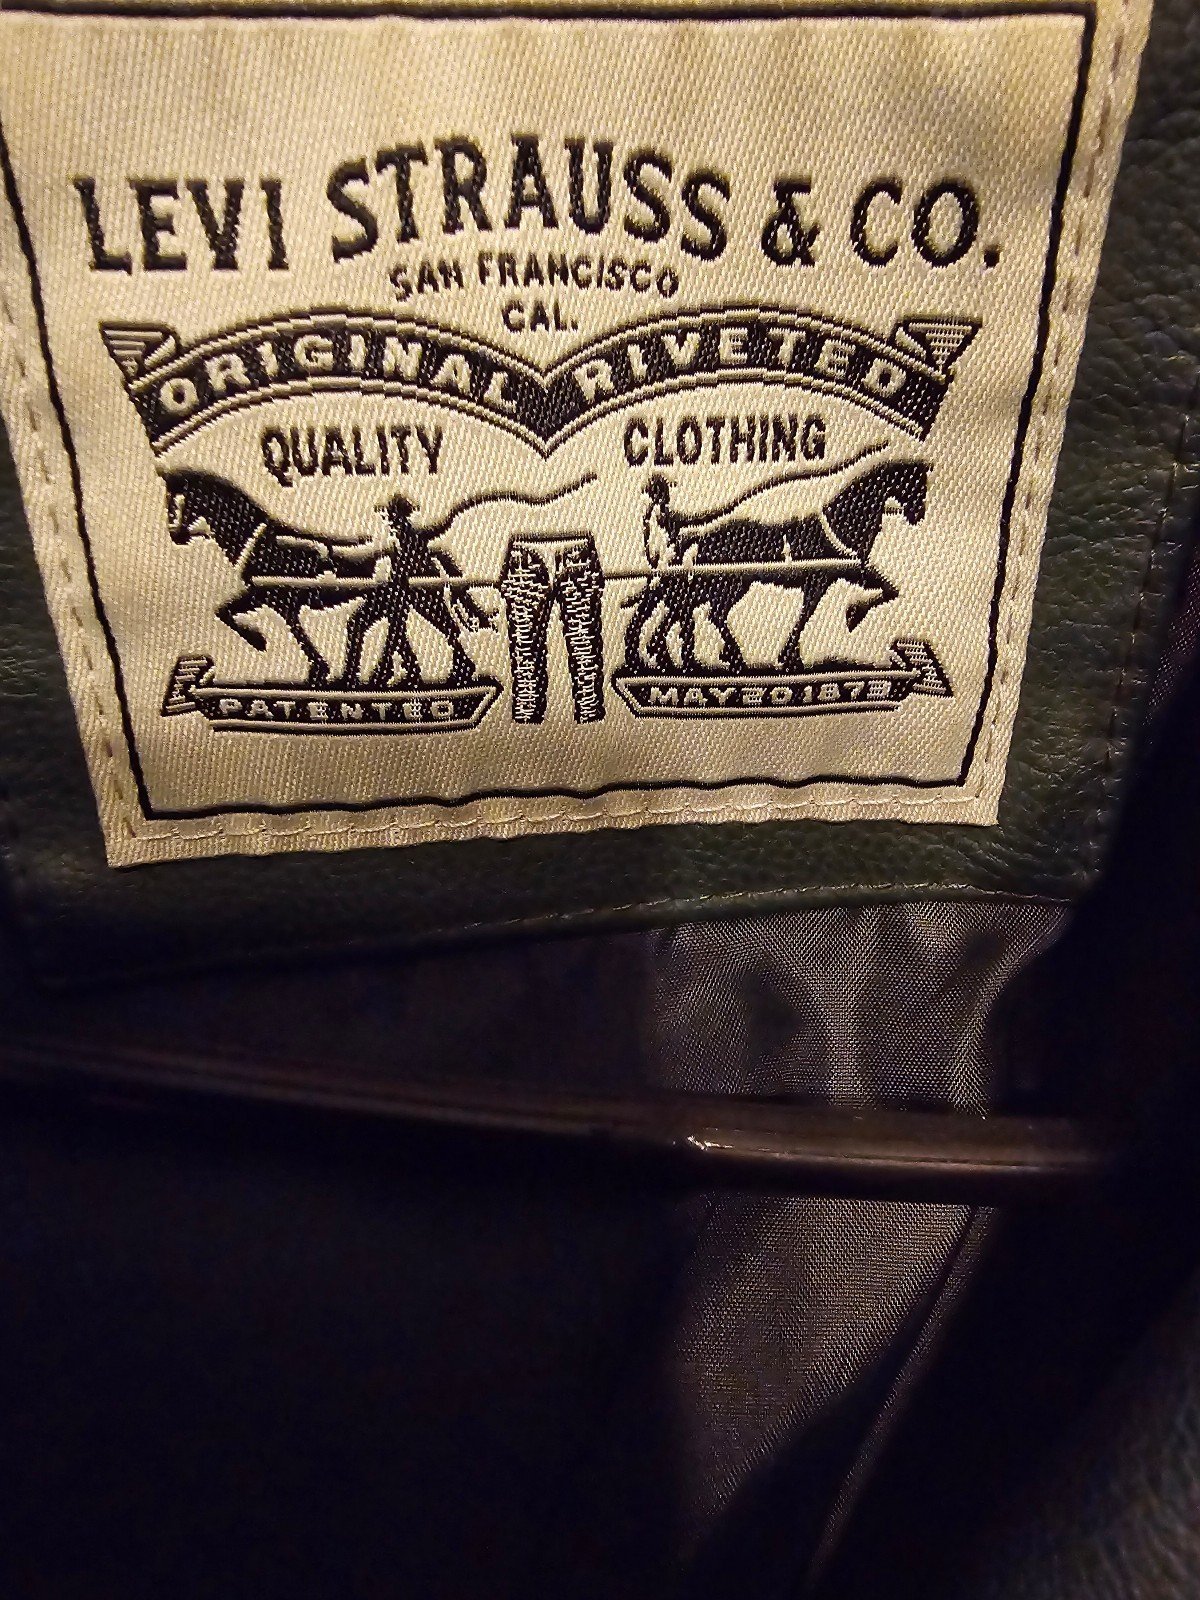 LEVI STRAUSS & CO.
SAN FRANCISCO
CAL.
ORIGINAL RIVETED
QUALITY CLOTHING
PATENTED MAY 20 1873